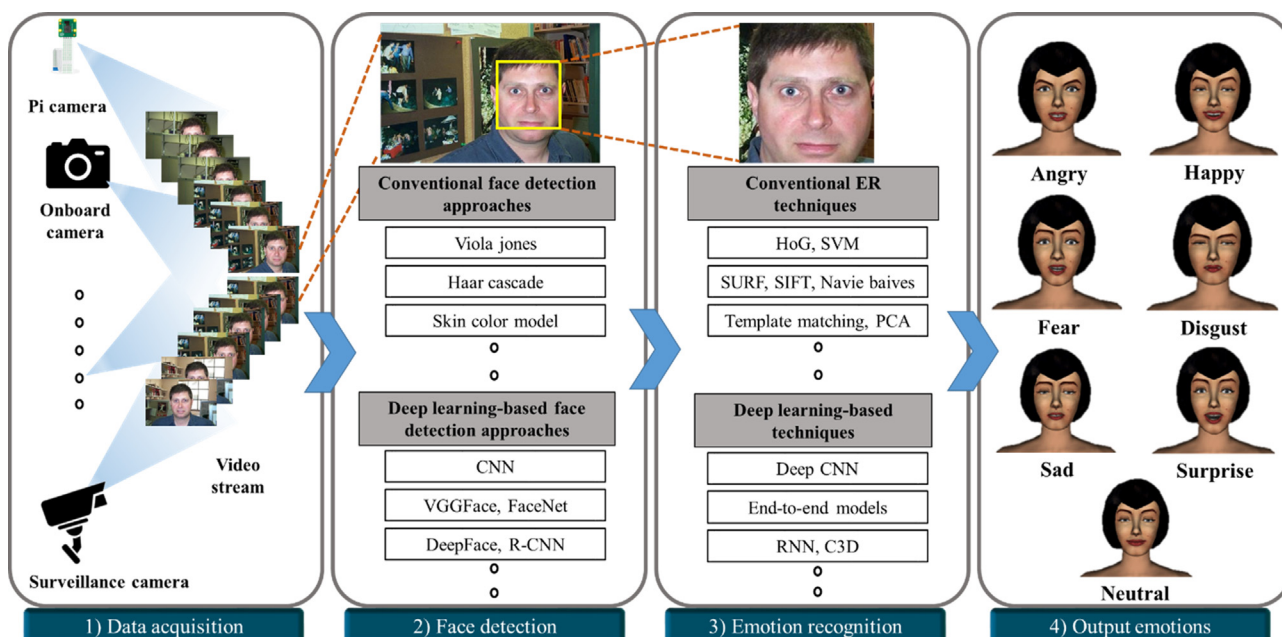 Pi camera
Onboard
camera
Video
stream
Surveillance camera
1) Data acquisition
Conventional face detection
approaches
Viola jones
Haar cascade
Skin color model
Deep learning-based face
detection approaches
CNN
VGGFace, FaceNet
DeepFace, R-CNN
2) Face detection
Conventional ER
techniques
HoG, SVM
SURF, SIFT, Navie baives
Template matching, PCA
Deep learning-based
techniques
Deep CNN
End-to-end models
RNN, C3D
3) Emotion recognition
Angry
Happy
Fear
Disgust
Sad
Surprise
Neutral
4) Output emotions